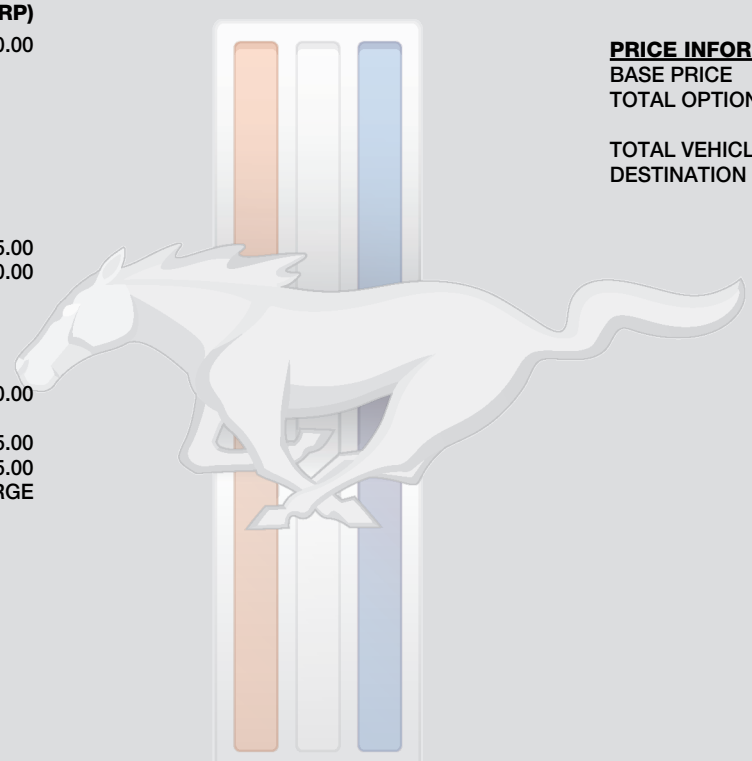 RP)
0.00
5.00
0.00
0.00
5.00
5.00
RGE
PRICE INFOR
BASE PRICE
TOTAL OPTION
TOTAL VEHICL
DESTINATION